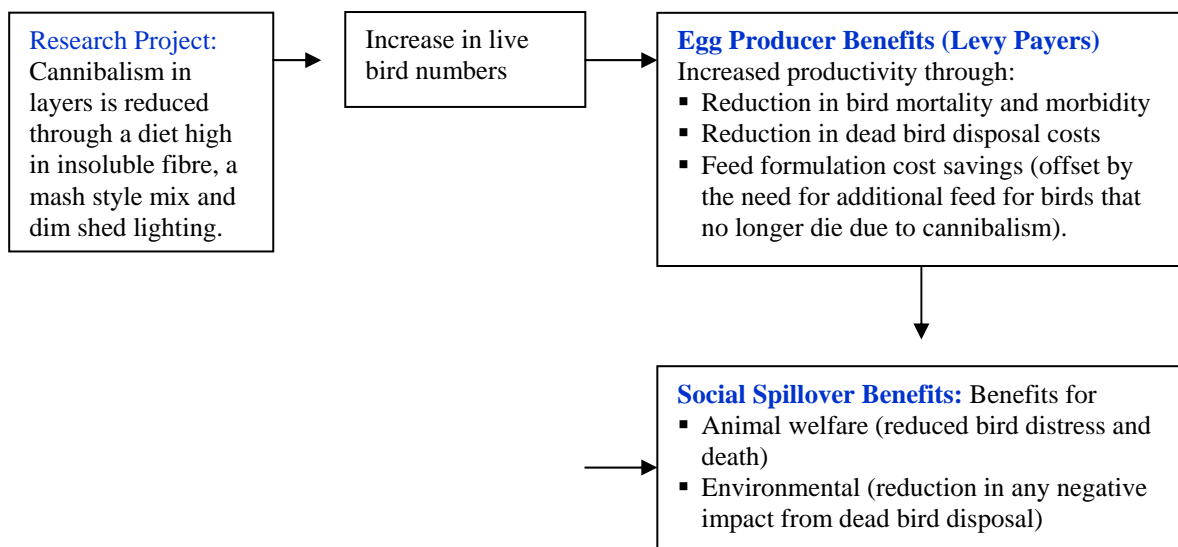 Research Project:
Cannibalism in
layers is reduced
through a diet high
in insoluble fibre, a
mash style mix and
dim shed lighting.
Increase in live
bird numbers
Egg Producer Benefits (Levy Payers)
Increased productivity through:
▪ Reduction in bird mortality and morbidity
▪ Reduction in dead bird disposal costs
▪ Feed formulation cost savings (offset by
the need for additional feed for birds that
no longer die due to cannibalism).
Social Spillover Benefits: Benefits for
▪ Animal welfare (reduced bird distress and
death)
▪ Environmental (reduction in any negative
impact from dead bird disposal)